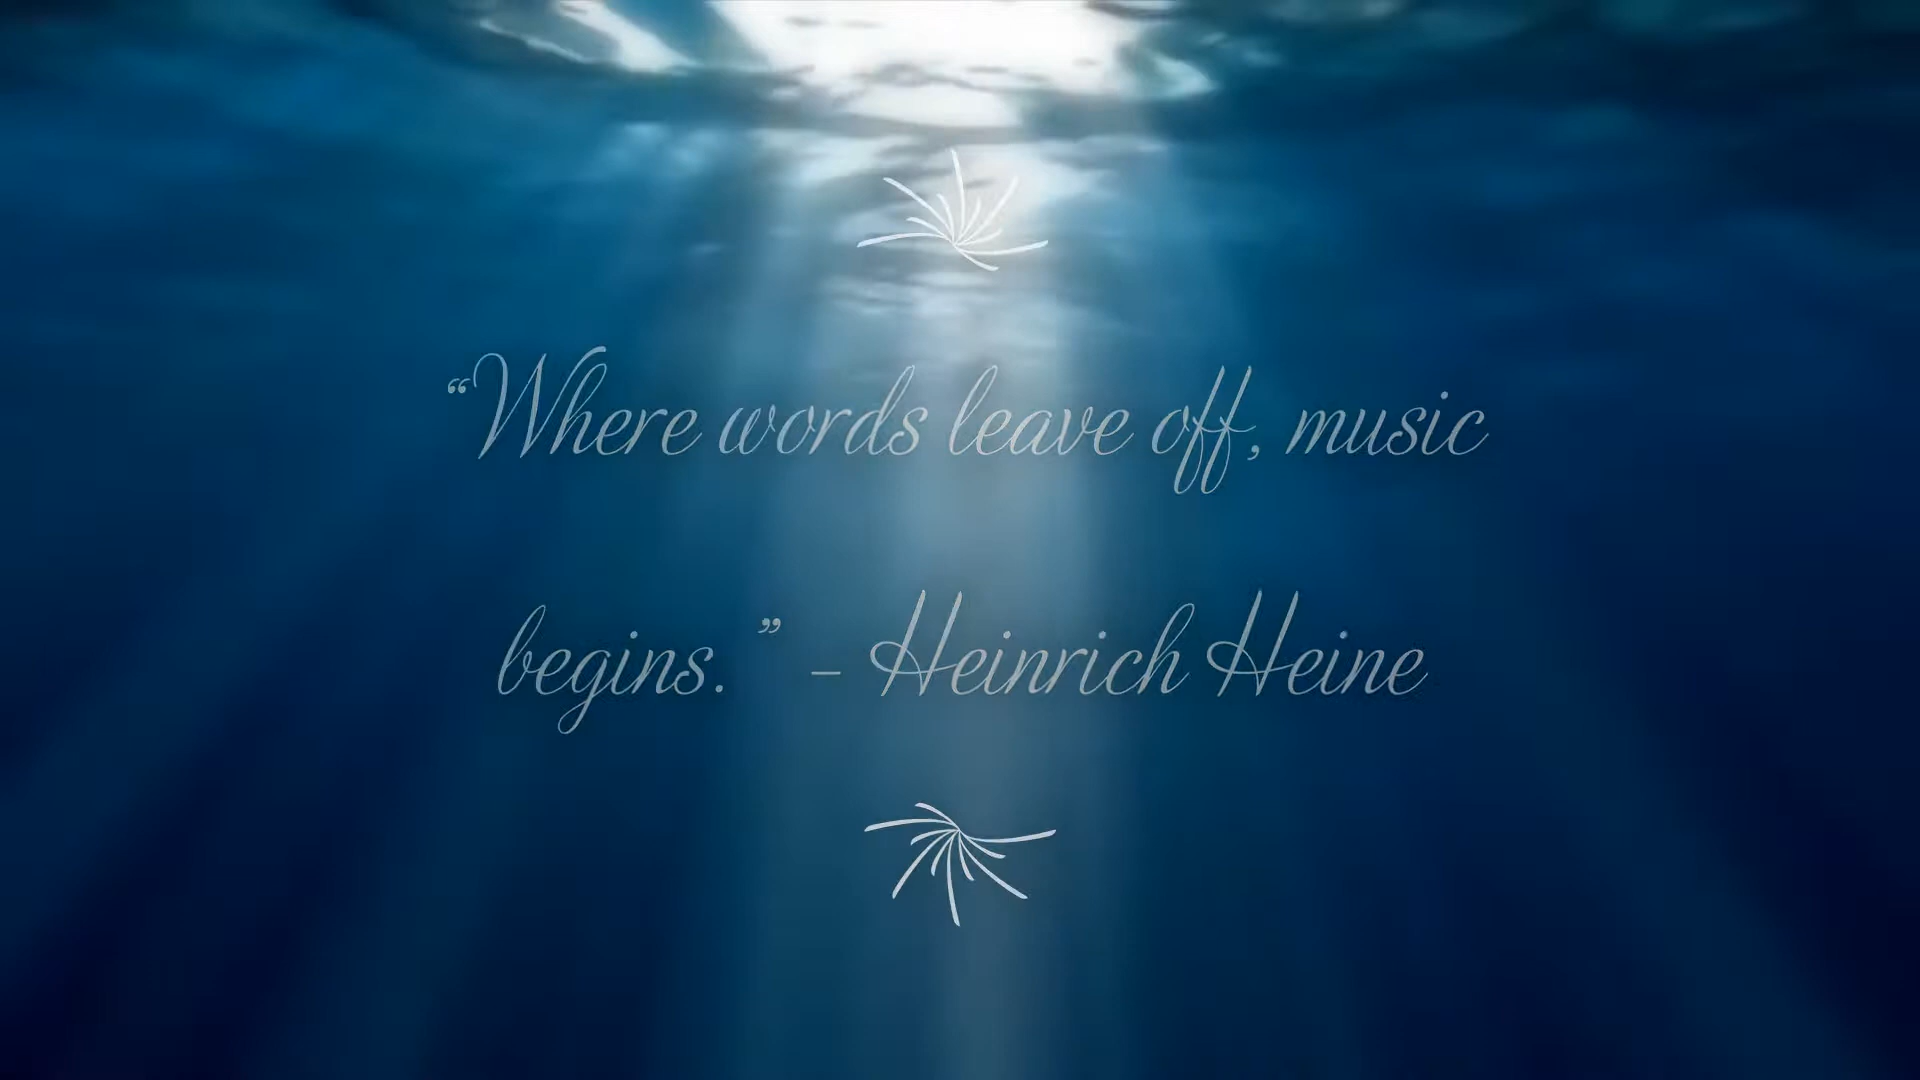 “Where words leave off, music
begins.” – Heinrich Heine